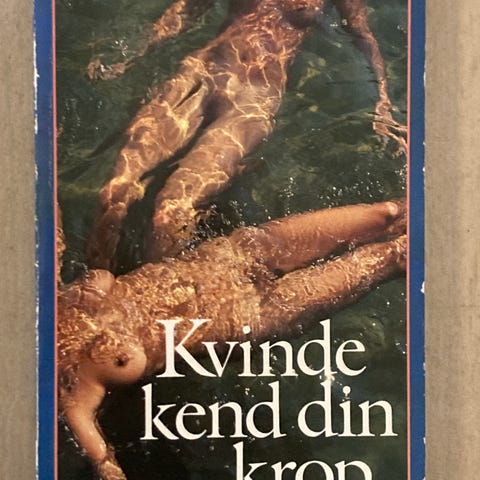 Kvinde
kend din
krop